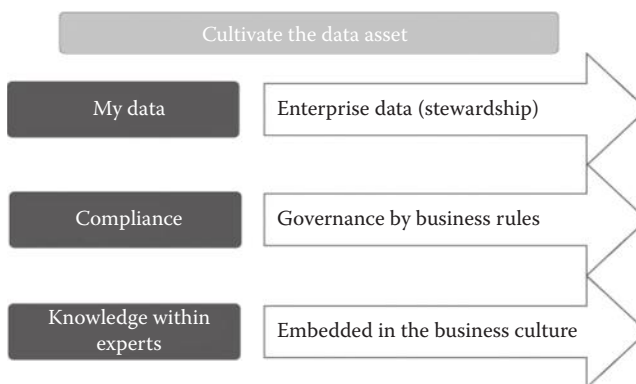 Cultivate the data asset
My data
Enterprise data (stewardship)
Compliance
Governance by business rules
Knowledge within
experts
Embedded in the business culture